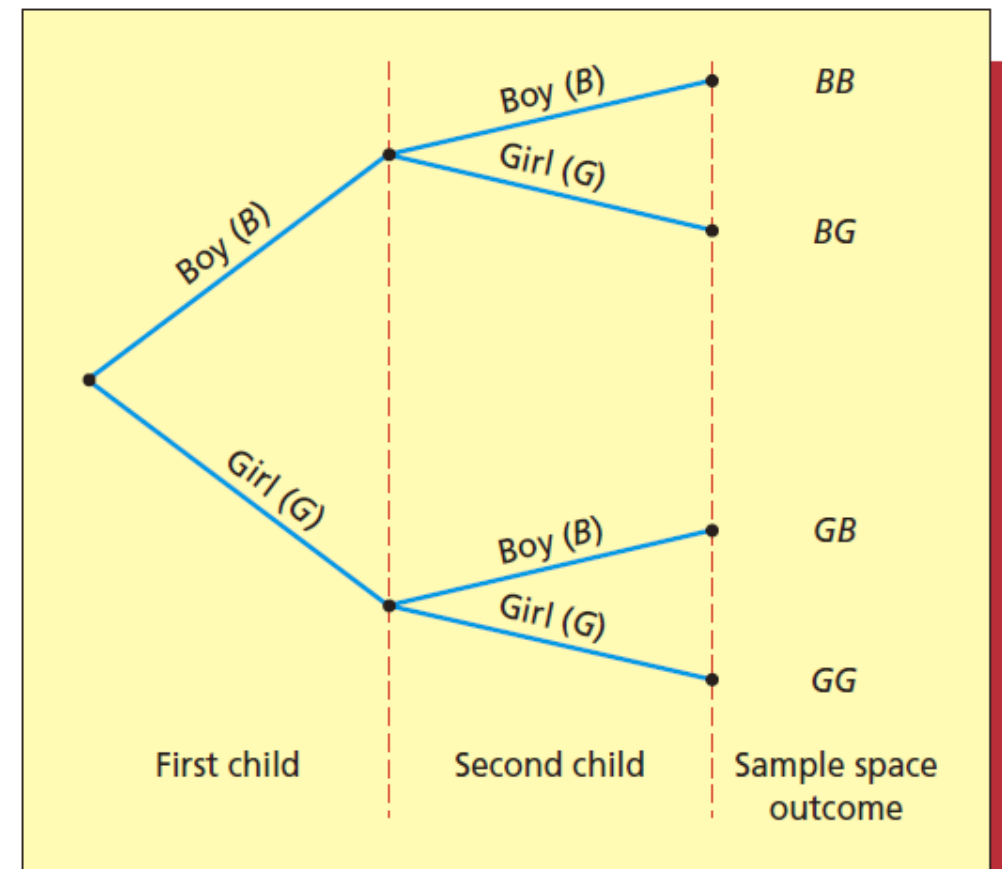 Boy (B)
BB
Girl (G)
Boy (B)
BG
Girl (G)
Boy (B)
GB
Girl (G)
GG
First child
Second child
Sample space
outcome